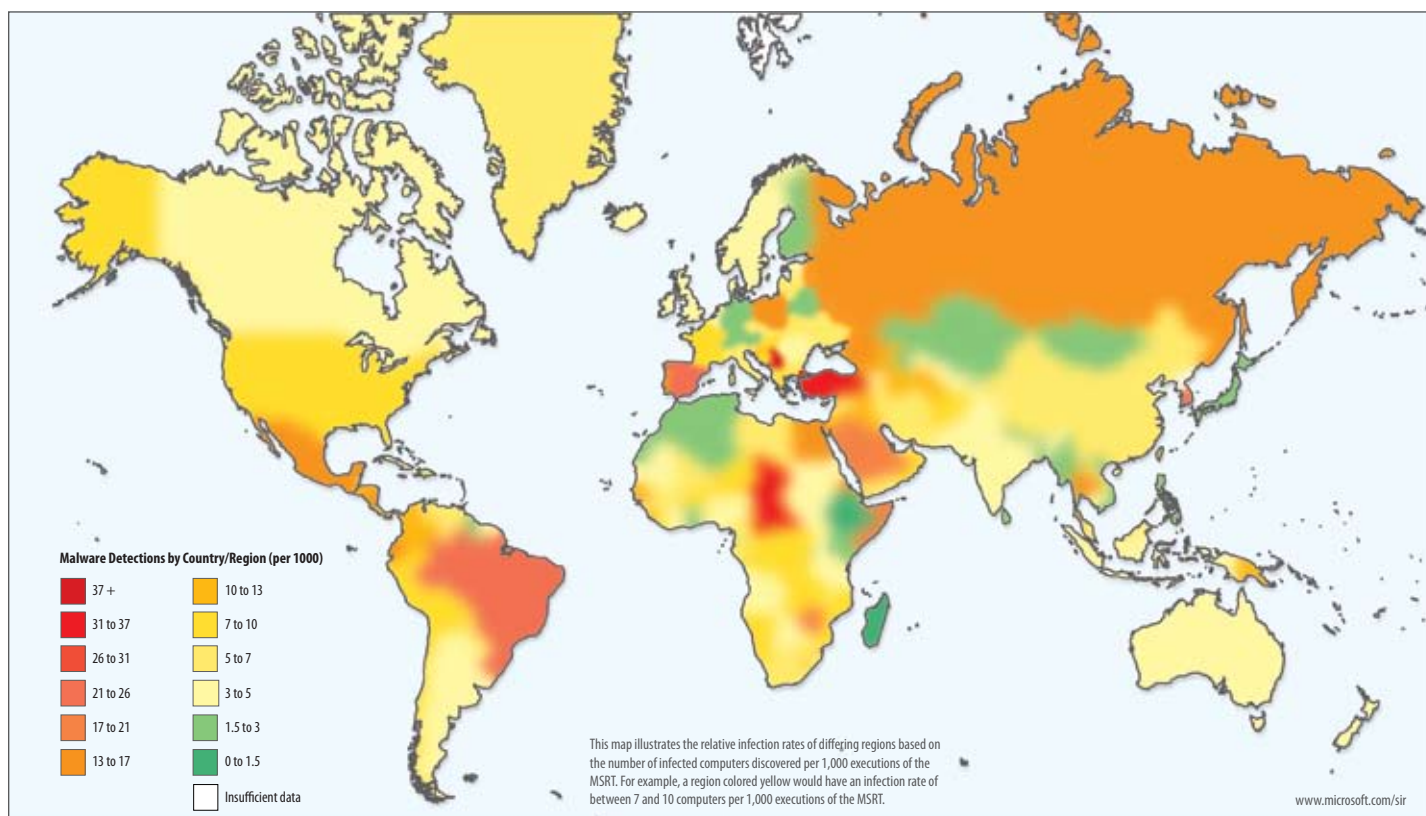 Malware Detections by Country/Region (per 1000)
37 +
31 to 37
26 to 31
21 to 26
17 to 21
13 to 17
10 to 13
7 to 10
5 to 7
3 to 5
1.5 to 3
0 to 1.5
Insufficient data
This map illustrates the relative infection rates of differing regions based on
the number of infected computers discovered per 1,000 executions of the
MSRT. For example, a region colored yellow would have an infection rate of
between 7 and 10 computers per 1,000 executions of the MSRT.
www.microsoft.com/sir